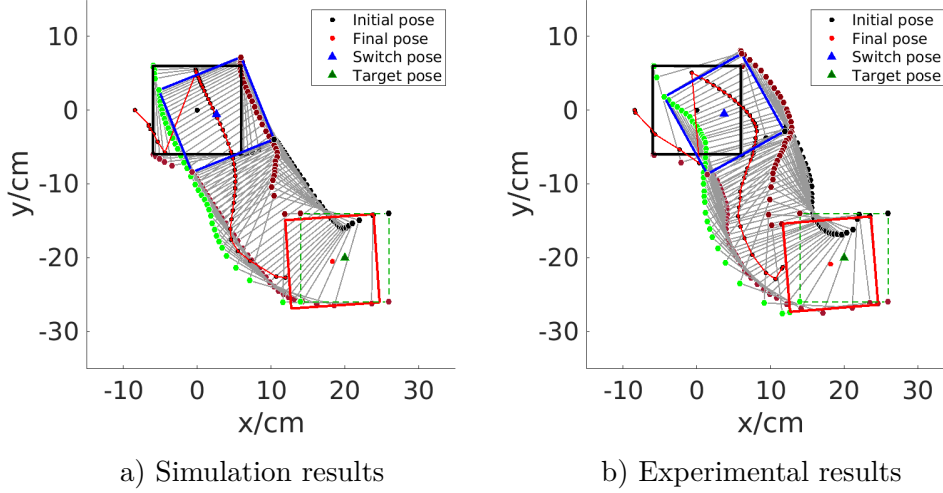 10
0
-10
-20
-30
y/cm
-10
0
10
20
30
x/cm
Initial pose
Final pose
Switch pose
Target pose
a) Simulation results
10
0
-10
-20
-30
y/cm
-10
0
10
20
30
x/cm
Initial pose
Final pose
Switch pose
Target pose
b) Experimental results